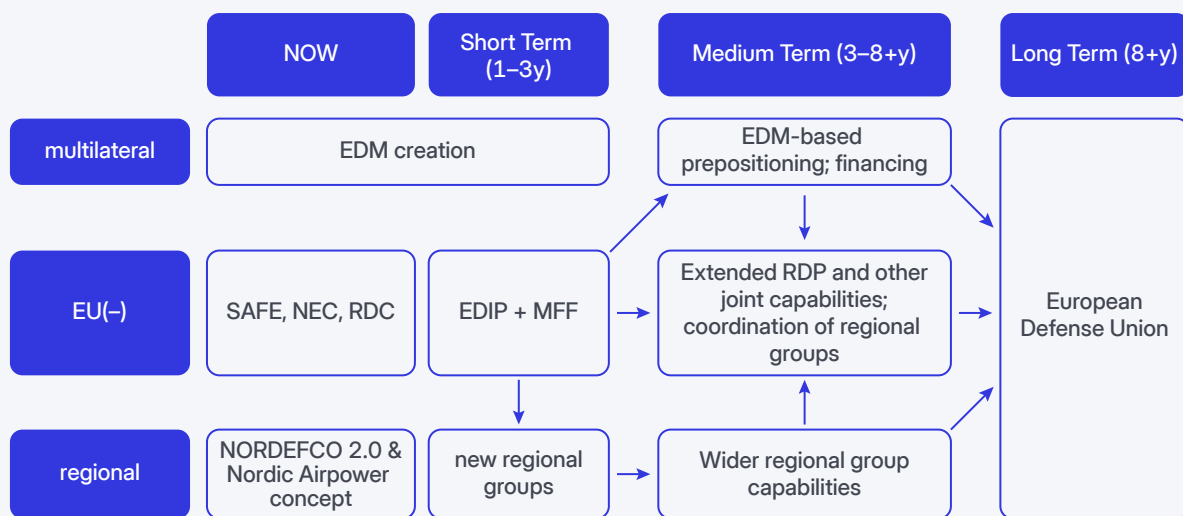 NOW
Short Term
(1–3y)
Medium Term (3–8+y)
Long Term (8+y)
multilateral
EDM creation
EDM-based
prepositioning; financing
EU(–)
SAFE, NEC, RDC
EDIP + MFF
Extended RDP and other
joint capabilities;
coordination of regional
groups
European
Defense Union
regional
NORDEFCO 2.0 &
Nordic Airpower
concept
new regional
groups
Wider regional group
capabilities